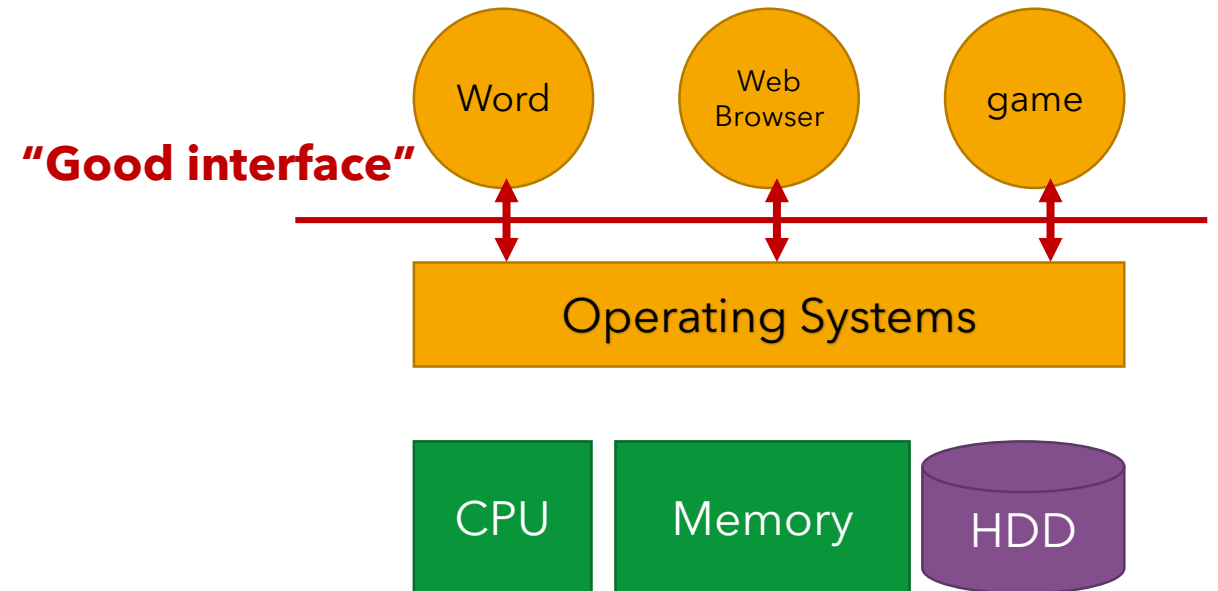 Word
Web
Browser
game
“Good interface”
Operating Systems
CPU
Memory
HDD